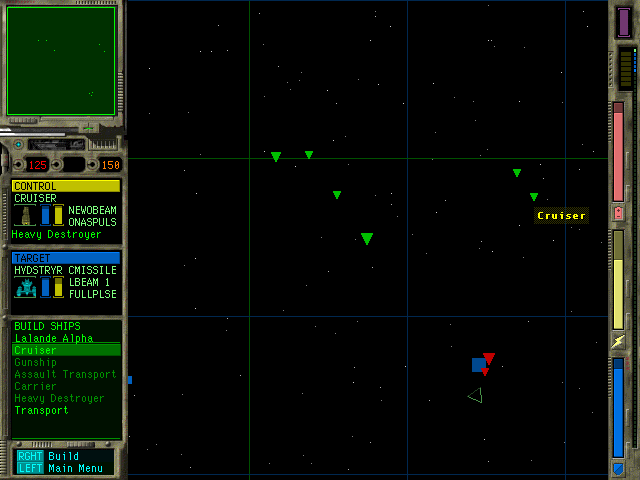 125 150
CONTROL
CRUISER
NEWOBEAM
ONASPULS
Heavy Destroyer
TARGET
HVDSTRYR CMISSILE
LBEAM 1
FULLPLSE
BUILD SHIPS
Lalande Alpha
Cruiser
Gunship
Assault Transport
Carrier
Heavy Destroyer
Transport
RGHT Build
LEFT Main Menu
Cruiser